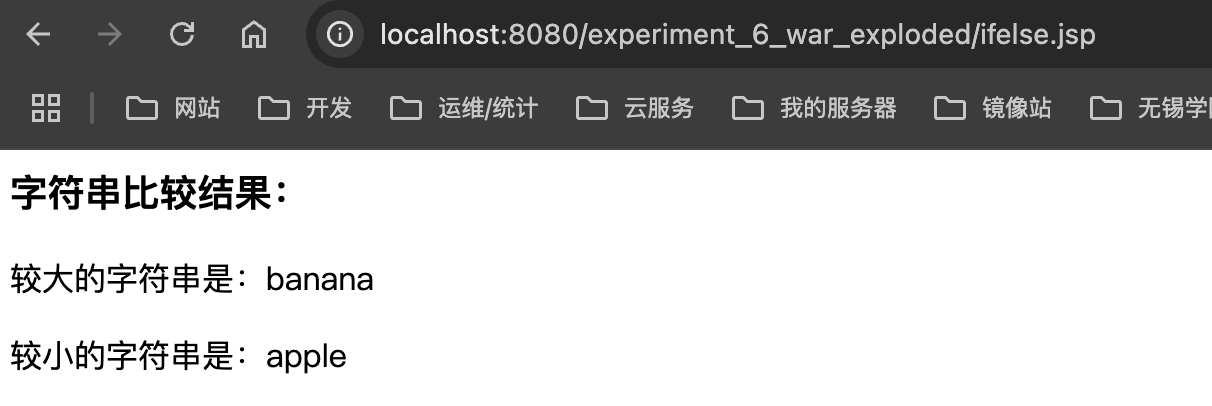 localhost:8080/experiment_6_war_exploded/ifelse.jsp
网站 开发 运维/统计 云服务 我的服务器 镜像站 无锡学
字符串比较结果：
较大的字符串是：banana
较小的字符串是：apple